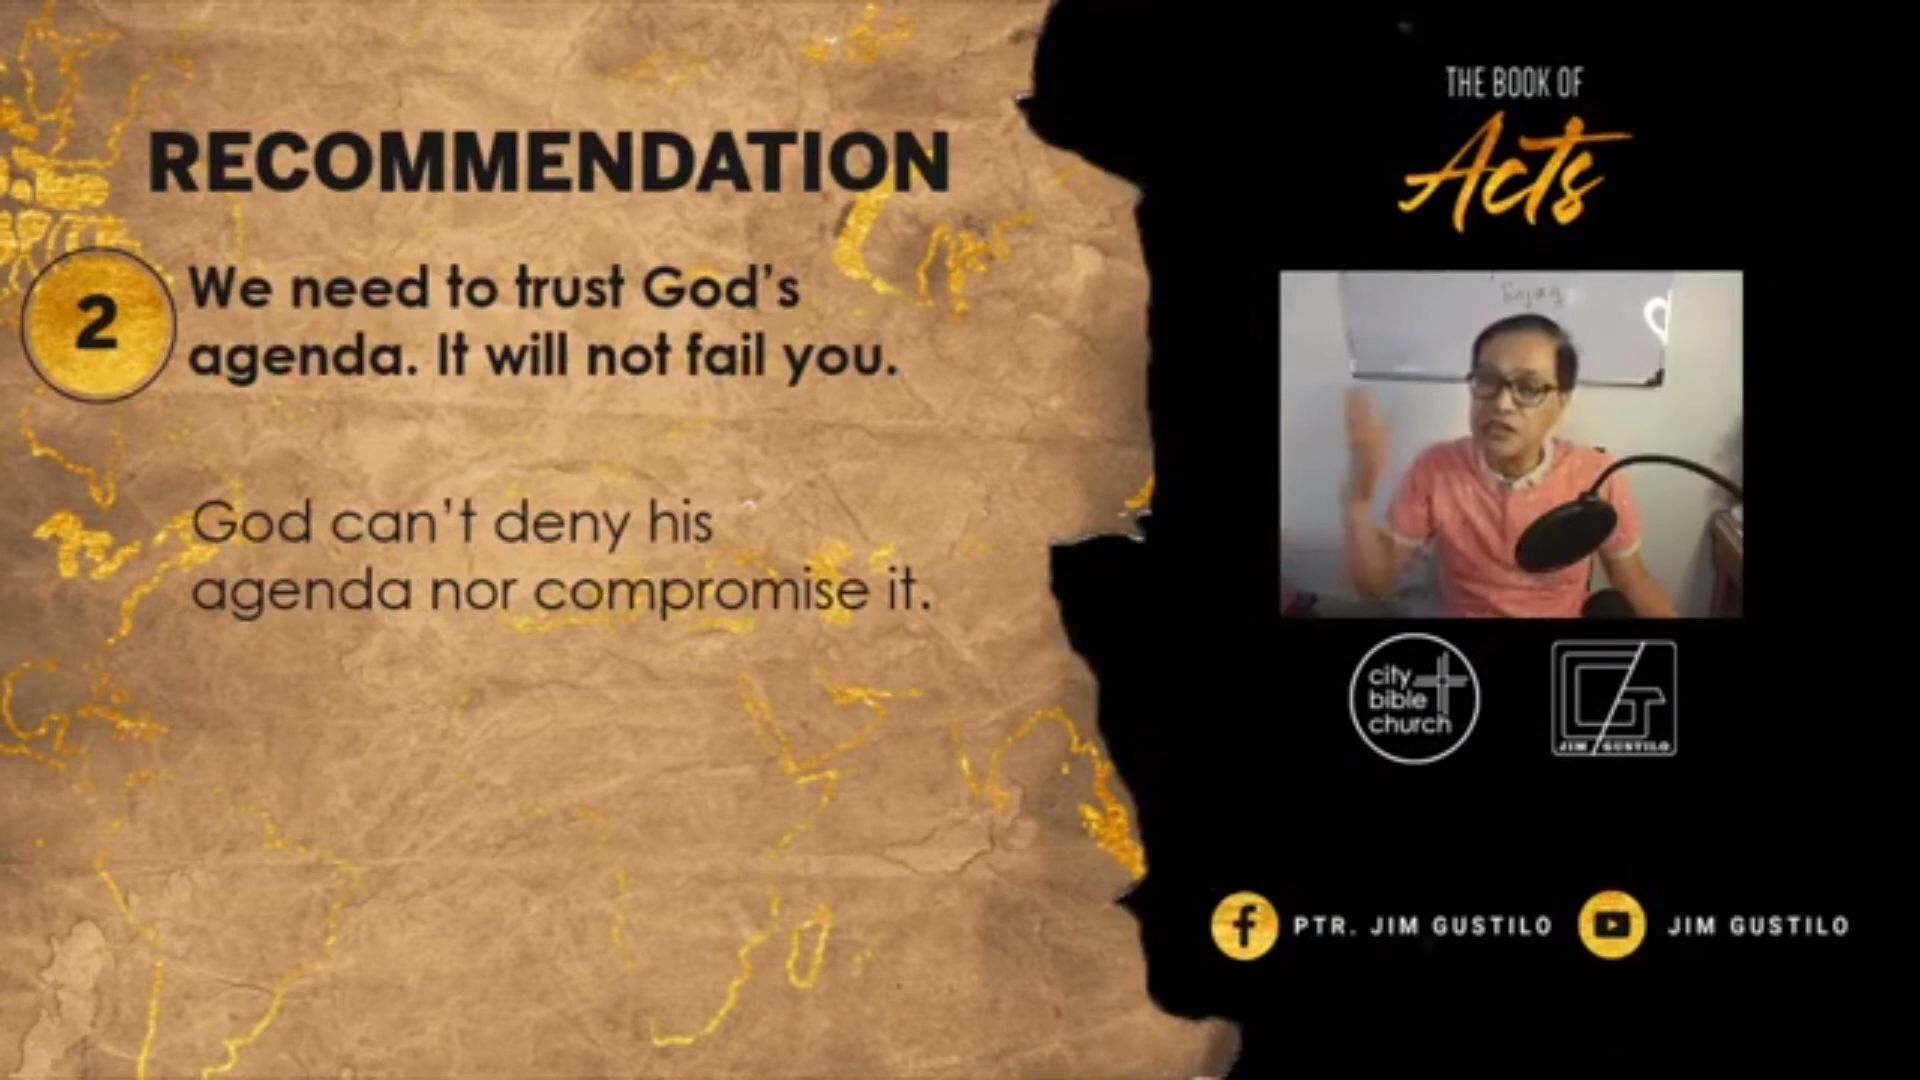 RECOMMENDATION
2
We need to trust God's
agenda. It will not fail you.
God can't deny his
agenda nor compromise it.
THE BOOK OF
Acts
city
bible
church
JIM GUSTILO
PTR. JIM GUSTILO
JIM GUSTILO